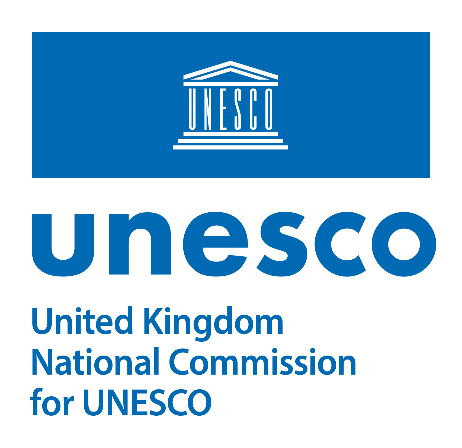 UNESCO
unesco
United Kingdom
National Commission
for UNESCO